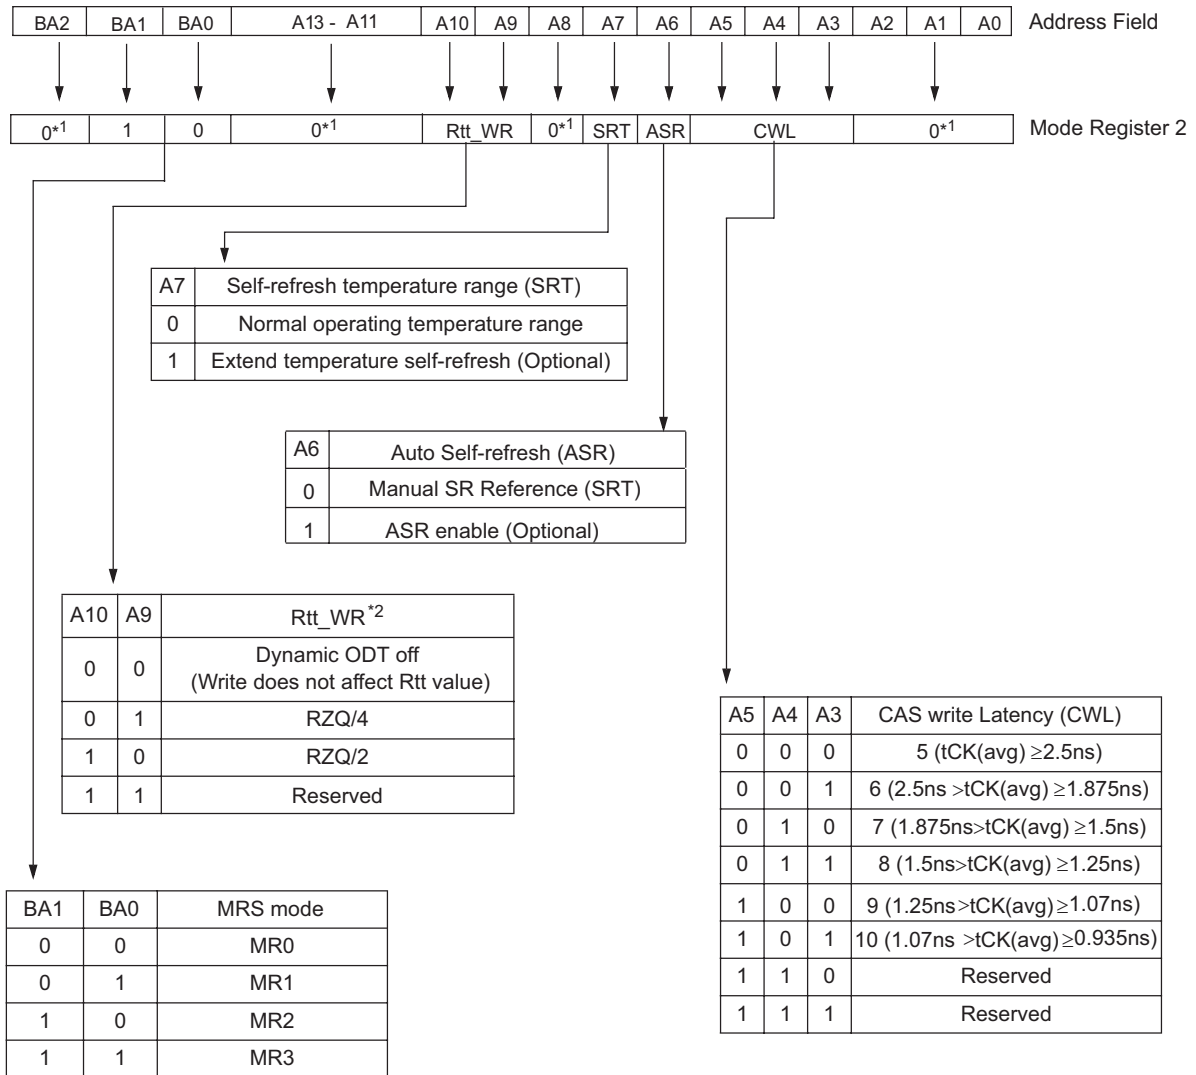 BA2 BA1 BA0 A13 - A11 A10 A9 A8 A7 A6 A5 A4 A3 A2 A1 A0 Address Field
0*1 1 0 0*1 Rtt_WR 0*1 SRT ASR CWL 0*1 Mode Register 2
A7 Self-refresh temperature range (SRT)
0 Normal operating temperature range
1 Extend temperature self-refresh (Optional)
A6 Auto Self-refresh (ASR)
0 Manual SR Reference (SRT)
1 ASR enable (Optional)
A10 A9 Rtt_WR*2
0 0 Dynamic ODT off
(Write does not affect Rtt value)
0 1 RZQ/4
1 0 RZQ/2
1 1 Reserved
A5 A4 A3 CAS write Latency (CWL)
0 0 0 5 (tCK(avg) ≥2.5ns)
0 0 1 6 (2.5ns >tCK(avg) ≥1.875ns)
0 1 0 7 (1.875ns>tCK(avg) ≥1.5ns)
0 1 1 8 (1.5ns>tCK(avg) ≥1.25ns)
1 0 0 9 (1.25ns>tCK(avg)≥1.07ns)
1 0 1 10 (1.07ns >tCK(avg)≥0.935ns)
1 1 0 Reserved
1 1 1 Reserved
BA1 BA0 MRS mode
0 0 MR0
0 1 MR1
1 0 MR2
1 1 MR3